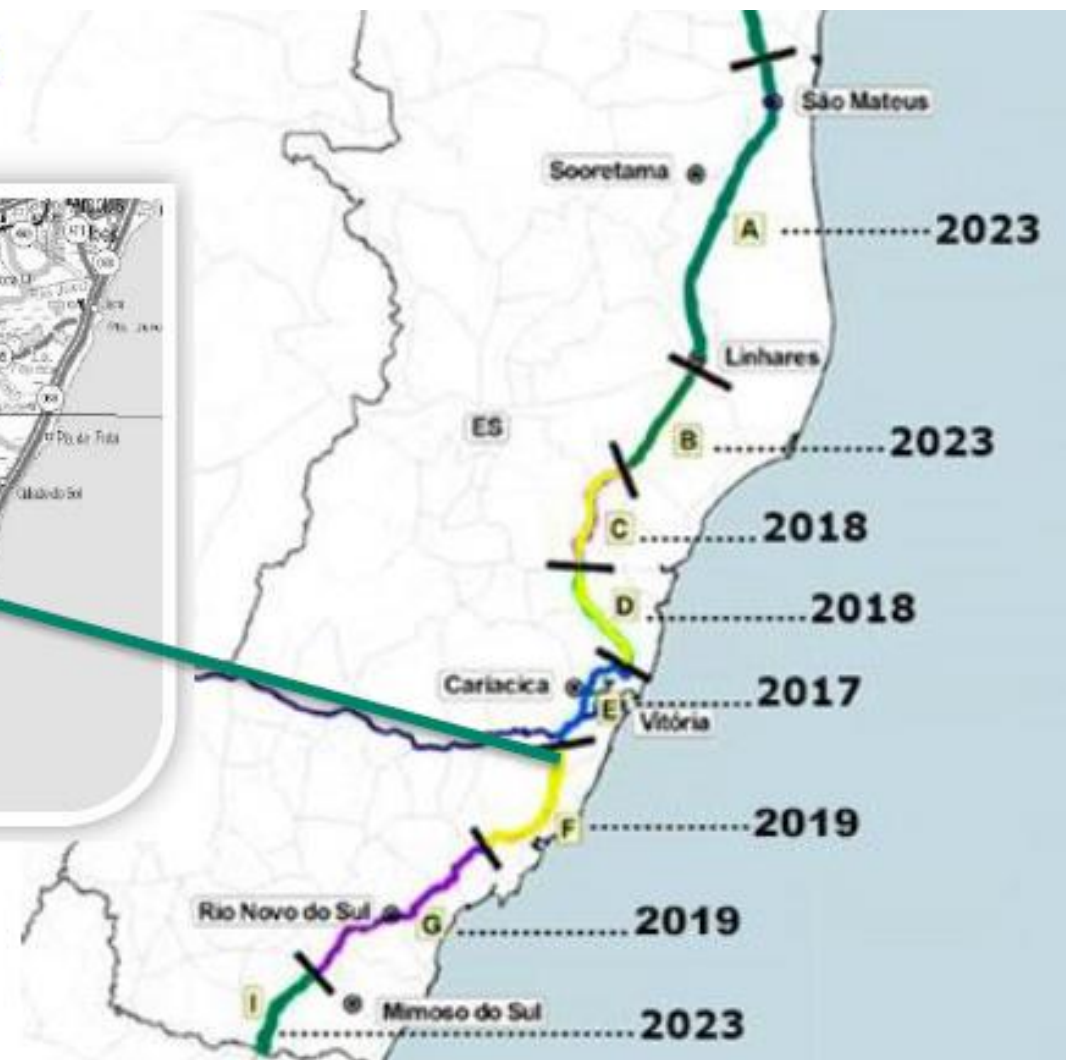 São Mateus
Sooretama
A
2023
Linhares
ES
B
2023
C
2018
D
2018
Cariacica
E
2017
Vitória
F
2019
Rio Novo do Sul
G
2019
I
Mimoso do Sul
2023